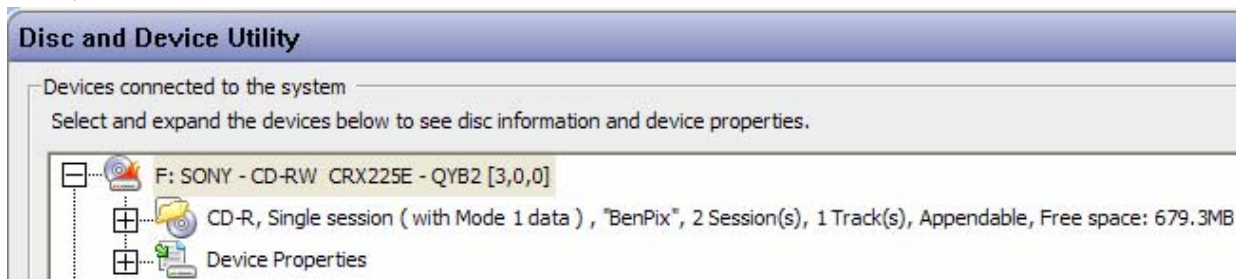 Disc and Device Utility
Devices connected to the system
Select and expand the devices below to see disc information and device properties.
F: SONY - CD-RW CRX225E - QYB2 [3,0,0]
CD-R, Single session ( with Mode 1 data ) , "BenPix", 2 Session(s), 1 Track(s), Appendable, Free space: 679.3MB
Device Properties